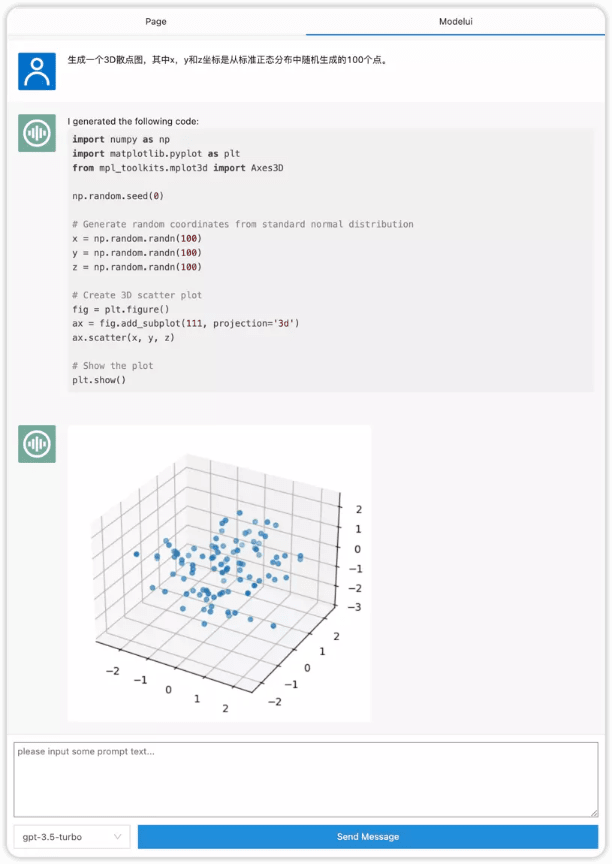 Page
Modelui
生成一个3D散点图，其中x，y和z坐标是从标准正态分布中随机生成的100个点。
I generated the following code:
import numpy as np
import matplotlib.pyplot as plt
from mpl_toolkits.mplot3d import Axes3D
np.random.seed(0)
# Generate random coordinates from standard normal distribution
x = np.random.randn(100)
y = np.random.randn(100)
z = np.random.randn(100)
# Create 3D scatter plot
fig = plt.figure()
ax = fig.add_subplot(111, projection='3d')
ax.scatter(x, y, z)
# Show the plot
plt.show()
2
1
0
−1
−2
−3
2
1
0
−1
−2
−2
−1
0
1
2
please input some prompt text...
gpt-3.5-turbo
Send Message